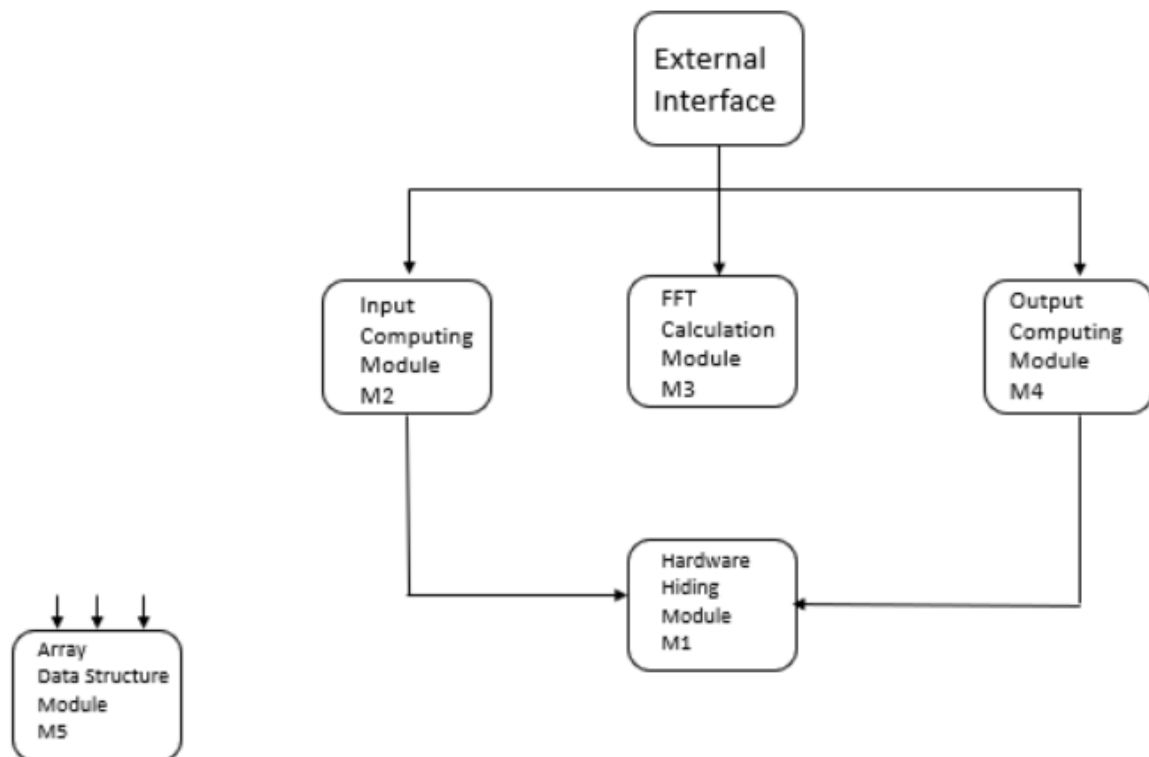 External
Interface
Input
Computing
Module
M2
FFT
Calculation
Module
M3
Output
Computing
Module
M4
Hardware
Hiding
Module
M1
Array
Data Structure
Module
M5